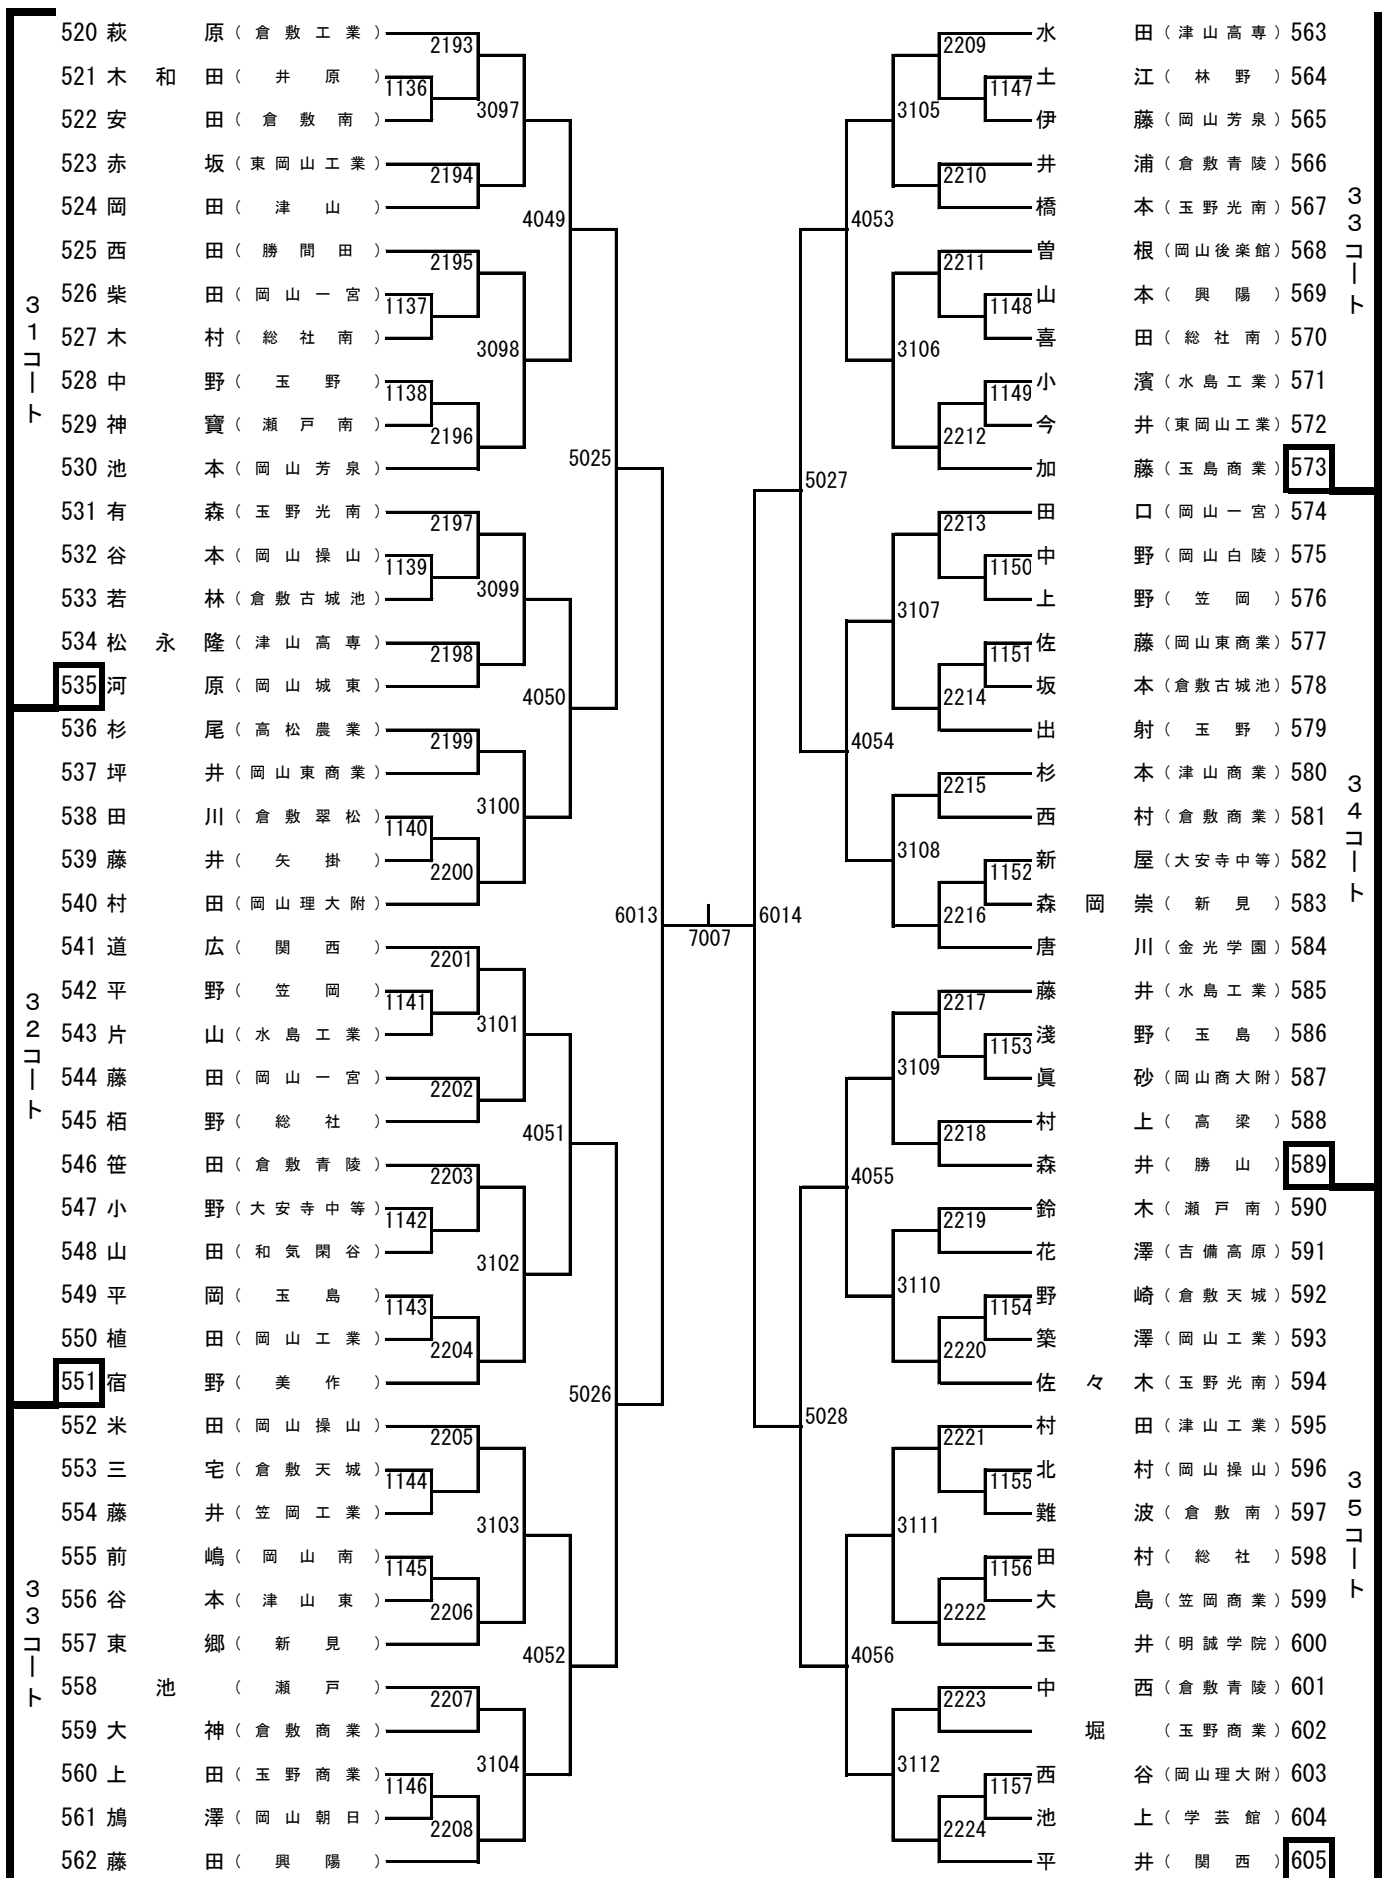 520 萩原（倉敷工業）
521 木和田（井原）
522 安田（倉敷南）
523 赤坂（東岡山工業）
524 岡田（津山）
525 西田（勝間田）
526 柴田（岡山一宮）
527 木村（総社南）
528 中野（玉野）
529 神寶（瀬戸南）
530 池本（岡山芳泉）
531 有森（玉野光南）
532 谷本（岡山操山）
533 若林（倉敷古城池）
534 松永隆（津山高専）
535 河原（岡山城東）
536 杉尾（高松農業）
537 坪井（岡山東商業）
538 田川（倉敷翠松）
539 藤井（矢掛）
540 村田（岡山理大附）
541 道広（関西）
542 平野（笠岡）
543 片山（水島工業）
544 藤田（岡山一宮）
545 栢野（総社）
546 笹田（倉敷青陵）
547 小野（大安寺中等）
548 山田（和気閑谷）
549 平岡（玉島）
550 植田（岡山工業）
551 宿野（美作）
552 米田（岡山操山）
553 三宅（倉敷天城）
554 藤井（笠岡工業）
555 前嶋（岡山南）
556 谷本（津山東）
557 東郷（新見）
558 池（瀬戸）
559 大神（倉敷商業）
560 上田（玉野商業）
561 鳩澤（岡山朝日）
562 藤田（興陽）
31コート
32コート
33コート
2193
1136
3097
2194
4049
2195
1137
3098
1138
2196
5025
2197
1139
3099
2198
4050
2199
3100
1140
2200
6013
2201
1141
3101
2202
4051
2203
1142
3102
1143
2204
5026
2205
1144
3103
1145
2206
4052
2207
3104
1146
2208
7007
6014
2209
1147
3105
2210
4053
2211
1148
3106
1149
2212
5027
2213
1150
3107
1151
2214
4054
2215
3108
1152
2216
2217
1153
3109
2218
4055
2219
3110
1154
2220
5028
2221
1155
3111
1156
2222
4056
2223
3112
1157
2224
水田（津山高専）563
土江（林野）564
伊藤（岡山芳泉）565
井浦（倉敷青陵）566
橋本（玉野光南）567
曽根（岡山後楽館）568
山本（興陽）569
喜田（総社南）570
小濱（水島工業）571
今井（東岡山工業）572
加藤（玉島商業）573
田口（岡山一宮）574
中野（岡山白陵）575
上野（笠岡）576
佐藤（岡山東商業）577
坂本（倉敷古城池）578
出射（玉野）579
杉本（津山商業）580
西村（倉敷商業）581
新屋（大安寺中等）582
森岡崇（新見）583
唐川（金光学園）584
藤井（水島工業）585
淺野（玉島）586
眞砂（岡山商大附）587
村上（高梁）588
森井（勝山）589
鈴木（瀬戸南）590
花澤（吉備高原）591
野崎（倉敷天城）592
築澤（岡山工業）593
佐々木（玉野光南）594
村田（津山工業）595
北村（岡山操山）596
難波（倉敷南）597
田村（総社）598
大島（笠岡商業）599
玉井（明誠学院）600
中西（倉敷青陵）601
堀（玉野商業）602
西谷（岡山理大附）603
池上（学芸館）604
平井（関西）605
33コート
34コート
35コート